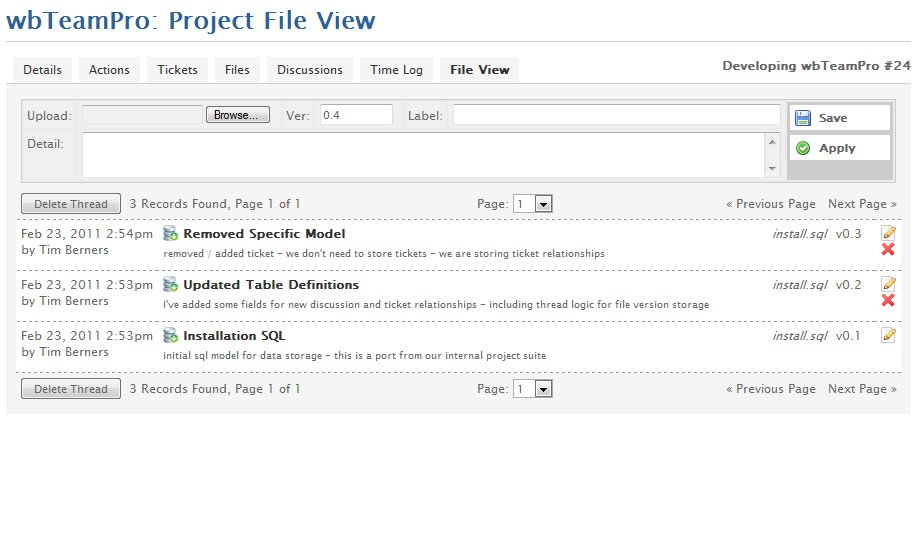 wbTeamPro: Project File View
Details Actions Tickets Files Discussions Time Log File View Developing wbTeamPro #24
Upload: Browse... Ver: 0.4 Label: Save
Detail: Apply
Delete Thread 3 Records Found, Page 1 of 1 Page: 1 « Previous Page Next Page »
Feb 23, 2011 2:54pm Removed Specific Model install.sql v0.3
by Tim Berners removed / added ticket - we don't need to store tickets - we are storing ticket relationships
Feb 23, 2011 2:53pm Updated Table Definitions install.sql v0.2
by Tim Berners I've added some fields for new discussion and ticket relationships - including thread logic for file version storage
Feb 23, 2011 2:53pm Installation SQL install.sql v0.1
by Tim Berners initial sql model for data storage - this is a port from our internal project suite
Delete Thread 3 Records Found, Page 1 of 1 Page: 1 « Previous Page Next Page »